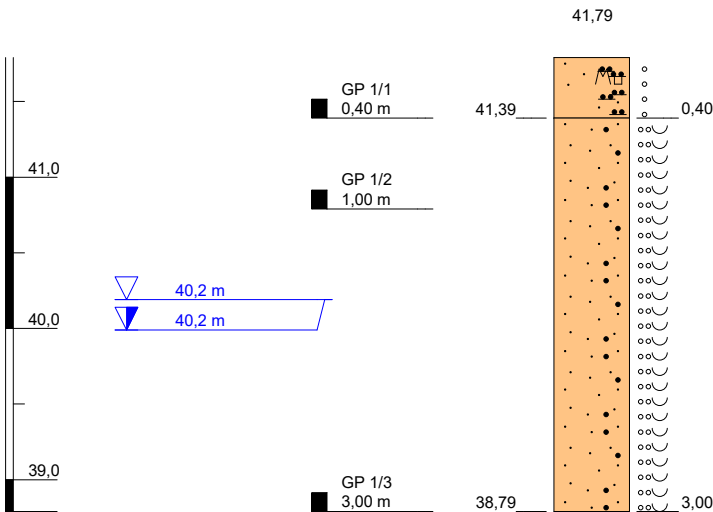 41,79
GP 1/1
0,40 m
41,39
0,40
41,0
GP 1/2
1,00 m
40,2 m
40,2 m
40,0
39,0
GP 1/3
3,00 m
38,79
3,00